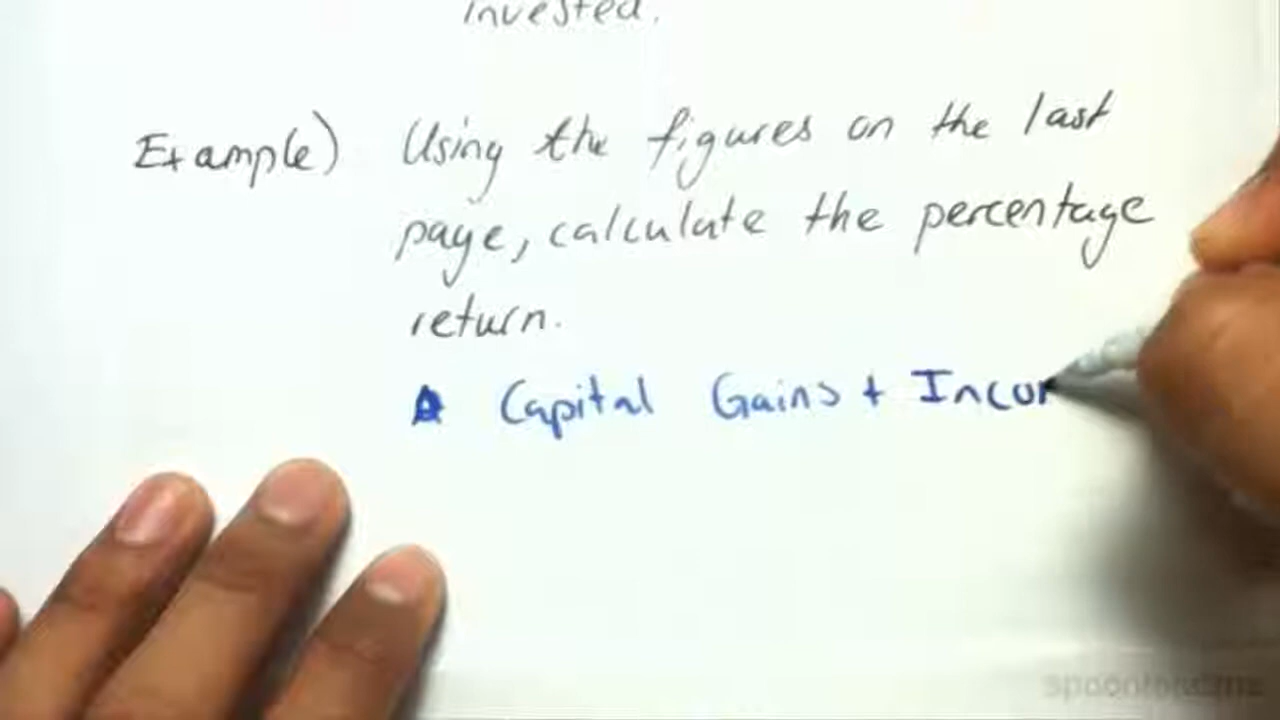 invested.
Example) Using the figures on the last
page, calculate the percentage
return.
Capital Gains + Incom